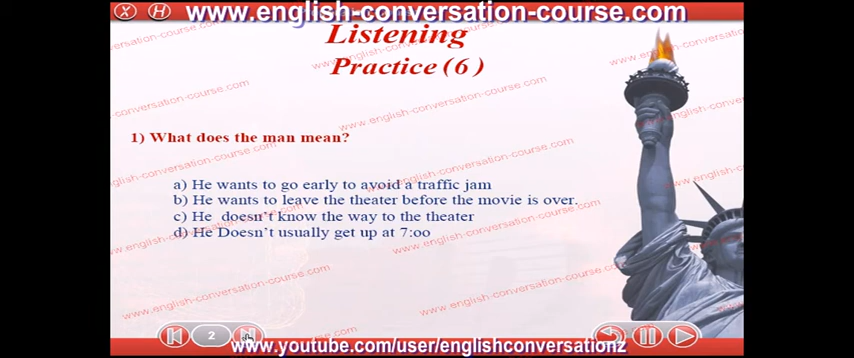 X H www.english-conversation-course.com
Listening
Practice (6)
1) What does the man mean?
a) He wants to go early to avoid a traffic jam
b) He wants to leave the theater before the movie is over.
c) He doesn't know the way to the theater
d) He Doesn't usually get up at 7:oo
2
www.youtube.com/user/englishconversationz